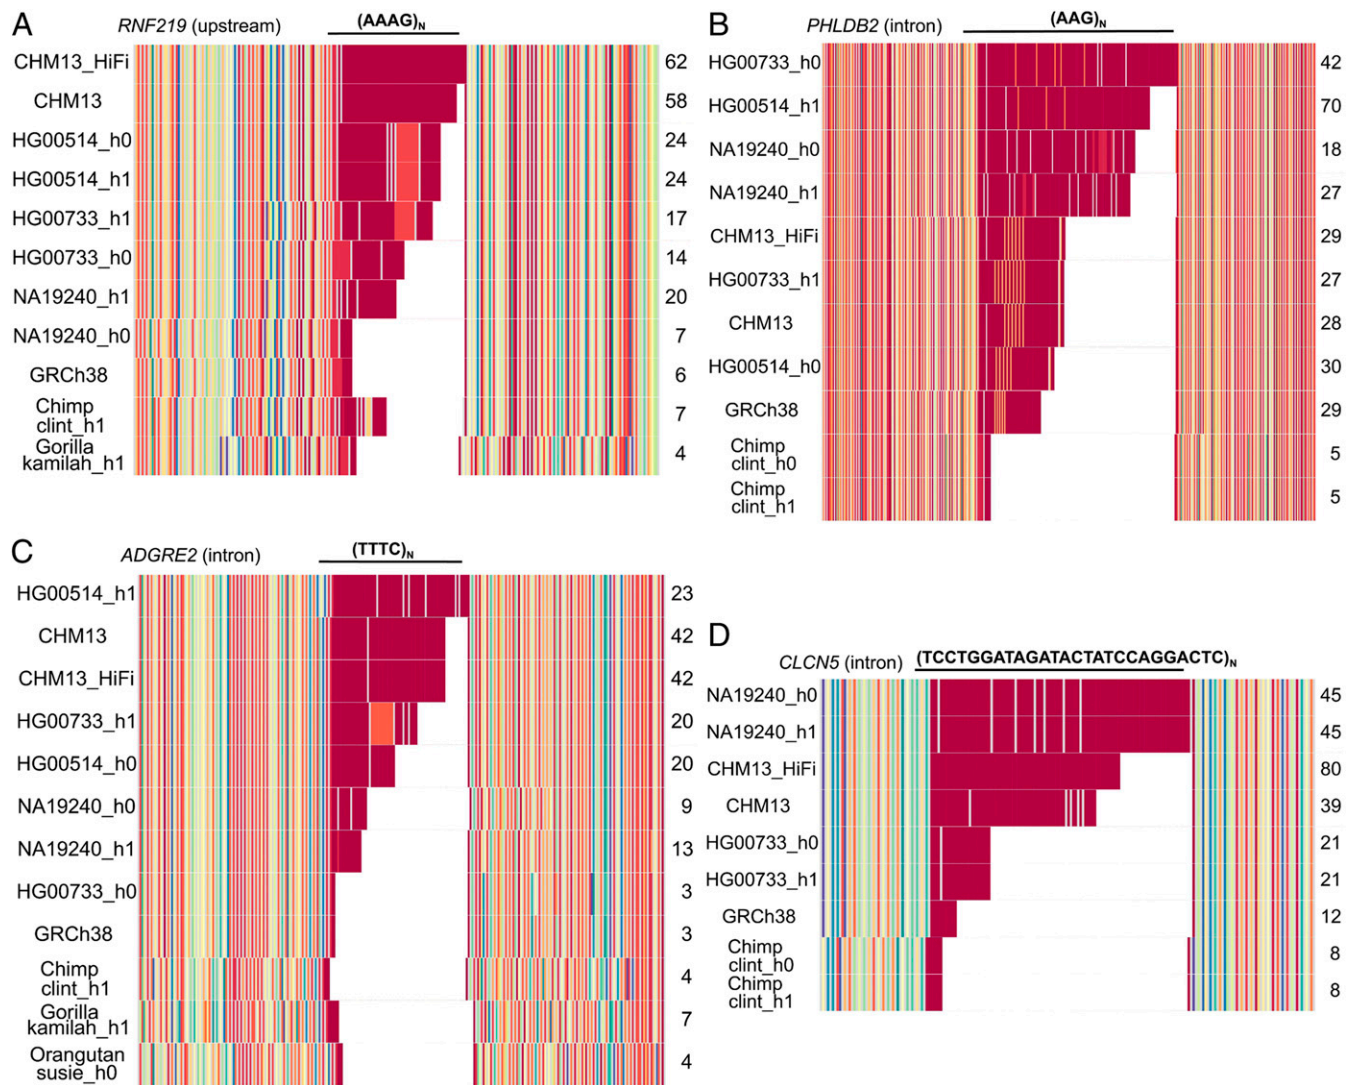 A
RNF219 (upstream)
(AAAG)N
CHM13_HiFi 62
CHM13 58
HG00514_h0 24
HG00514_h1 24
HG00733_h1 17
HG00733_h0 14
NA19240_h1 20
NA19240_h0 7
GRCh38 6
Chimp
clint_h1 7
Gorilla
kamilah_h1 4
B
PHLDB2 (intron)
(AAG)N
HG00733_h0 42
HG00514_h1 70
NA19240_h0 18
NA19240_h1 27
CHM13_HiFi 29
HG00733_h1 27
CHM13 28
HG00514_h0 30
GRCh38 29
Chimp
clint_h0 5
Chimp
clint_h1 5
C
ADGRE2 (intron)
(TTTC)N
HG00514_h1 23
CHM13 42
CHM13_HiFi 42
HG00733_h1 20
HG00514_h0 20
NA19240_h0 9
NA19240_h1 13
HG00733_h0 3
GRCh38 3
Chimp
clint_h1 4
Gorilla
kamilah_h1 7
Orangutan
susie_h0 4
D
CLCN5 (intron)
(TCCTGGATAGATACTATCCAGGACTC)N
NA19240_h0 45
NA19240_h1 45
CHM13_HiFi 80
CHM13 39
HG00733_h0 21
HG00733_h1 21
GRCh38 12
Chimp
clint_h0 8
Chimp
clint_h1 8